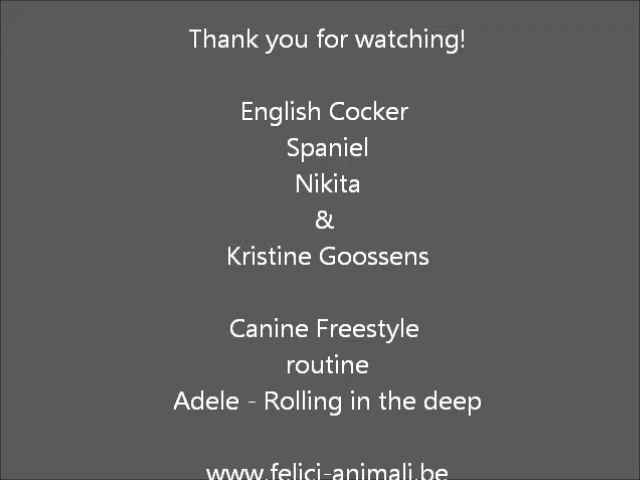 Thank you for watching!
English Cocker
Spaniel
Nikita
&
Kristine Goossens
Canine Freestyle
routine
Adele - Rolling in the deep
www.felici-animali.be